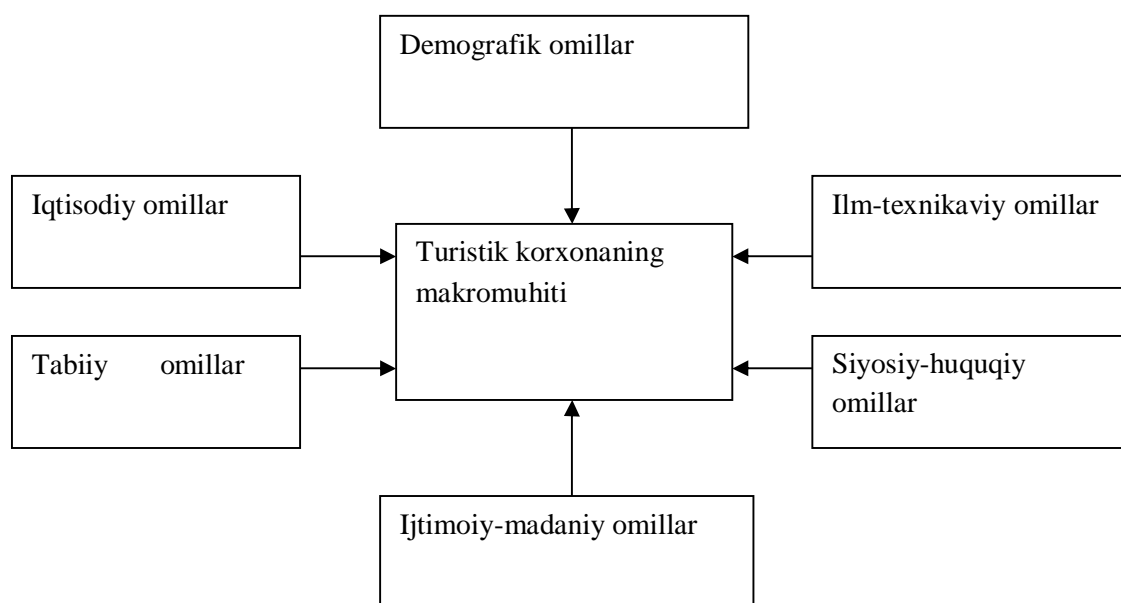 Demografik omillar
Iqtisodiy omillar
Ilm-texnikaviy omillar
Turistik korxonaning
makromuhiti
Tabiiy omillar
Siyosiy-huquqiy
omillar
Ijtimoiy-madaniy omillar